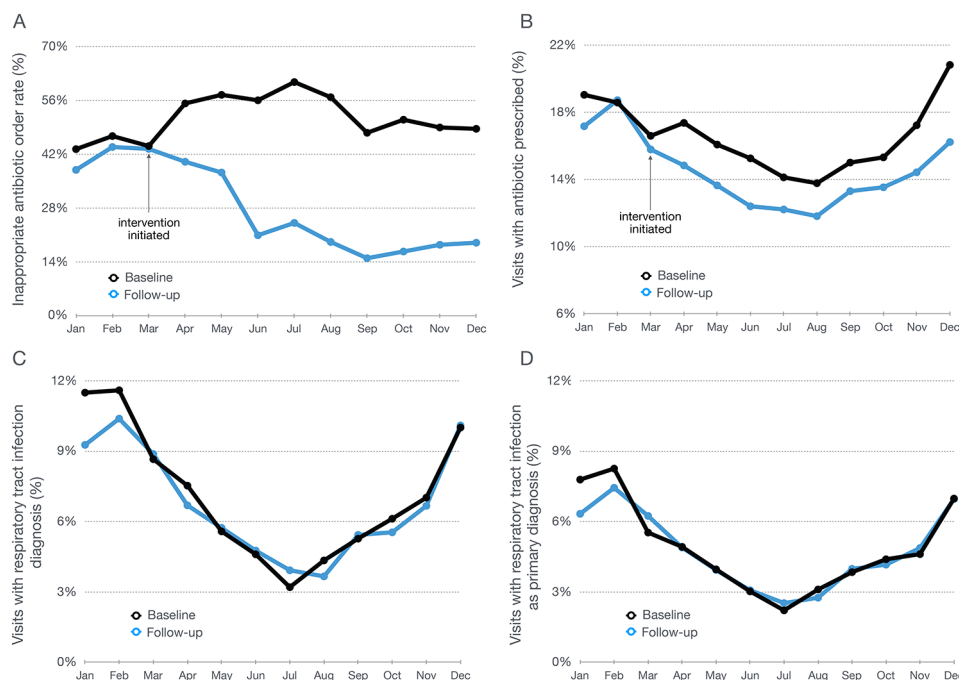 A
Inappropriate antibiotic order rate (%)
70%
56%
42%
28%
14%
0%
intervention
initiated
Baseline
Follow-up
Jan Feb Mar Apr May Jun Jul Aug Sep Oct Nov Dec
B
Visits with antibiotic prescribed (%)
22%
18%
14%
10%
6%
intervention
initiated
Baseline
Follow-up
Jan Feb Mar Apr May Jun Jul Aug Sep Oct Nov Dec
C
Visits with respiratory tract infection
diagnosis (%)
12%
9%
6%
3%
0%
Baseline
Follow-up
Jan Feb Mar Apr May Jun Jul Aug Sep Oct Nov Dec
D
Visits with respiratory tract infection
as primary diagnosis (%)
12%
9%
6%
3%
0%
Baseline
Follow-up
Jan Feb Mar Apr May Jun Jul Aug Sep Oct Nov Dec